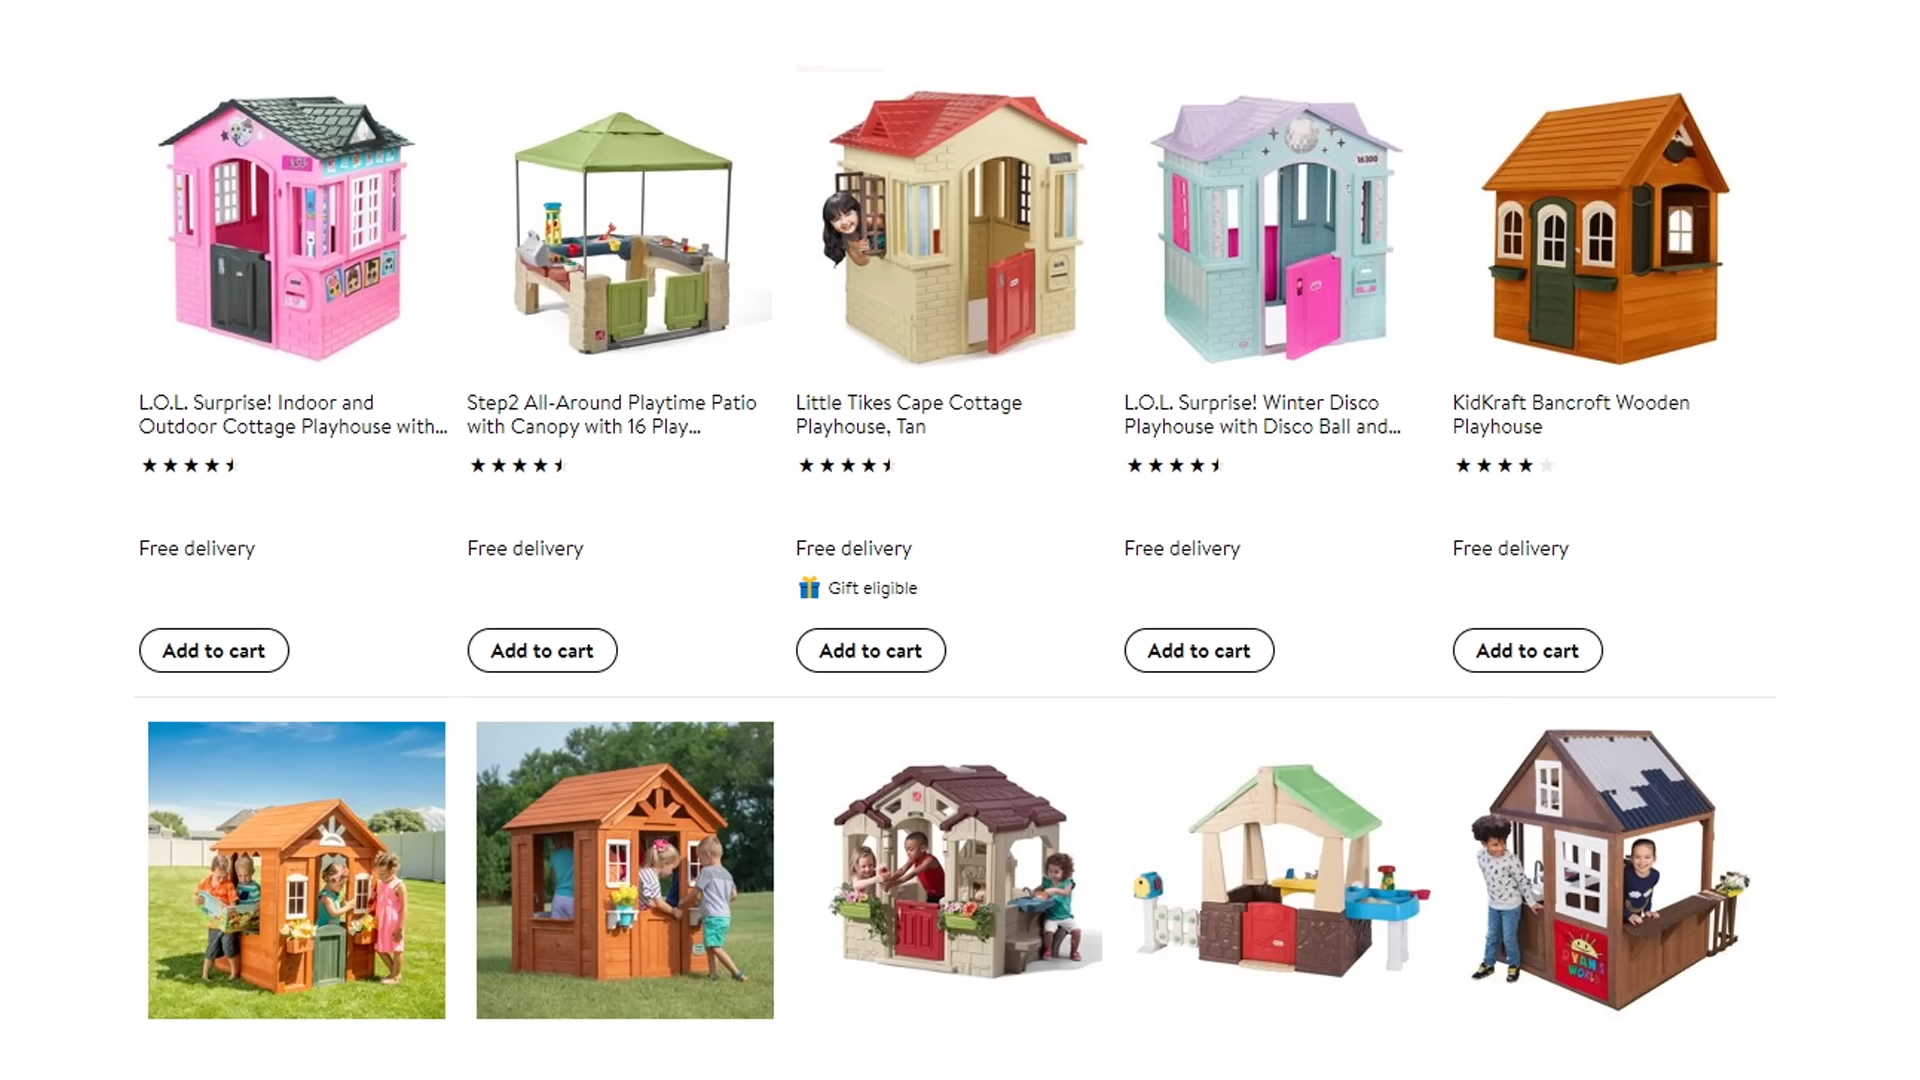 L.O.L.
16300
L.O.L. Surprise! Indoor and
Outdoor Cottage Playhouse with...
Step2 All-Around Playtime Patio
with Canopy with 16 Play...
Little Tikes Cape Cottage
Playhouse, Tan
L.O.L. Surprise! Winter Disco
Playhouse with Disco Ball and...
KidKraft Bancroft Wooden
Playhouse
Free delivery
Free delivery
Free delivery
Free delivery
Free delivery
Gift eligible
Add to cart
Add to cart
Add to cart
Add to cart
Add to cart
RYAN'S
WORLD